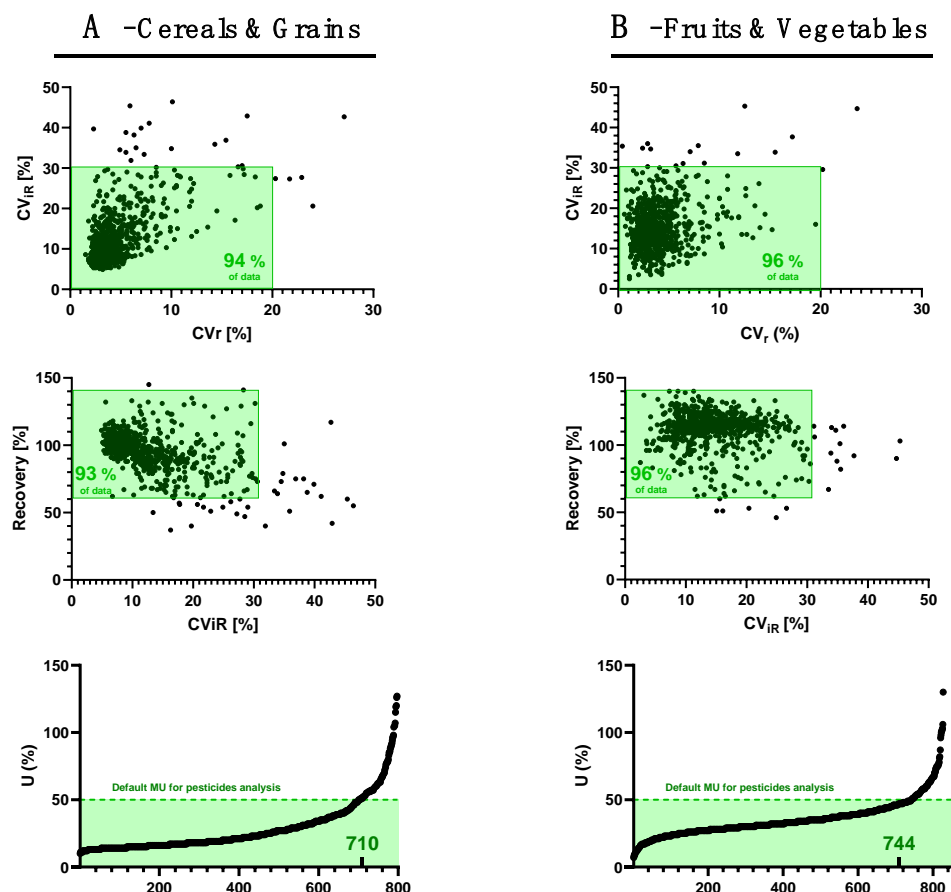 A -Cereals & Grains
B -Fruits & Vegetables
50
40
30
20
10
0
CViR [%]
94 %
of data
0 10 20 30
CVr [%]
50
40
30
20
10
0
CViR [%]
96 %
of data
0 10 20 30
CVr (%)
150
100
50
0
Recovery [%]
93 %
of data
0 10 20 30 40 50
CViR [%]
150
100
50
0
Recovery [%]
96 %
of data
0 10 20 30 40 50
CViR [%]
150
100
50
0
U (%)
Default MU for pesticides analysis
710
200 400 600 800
150
100
50
0
U (%)
Default MU for pesticides analysis
744
200 400 600 800